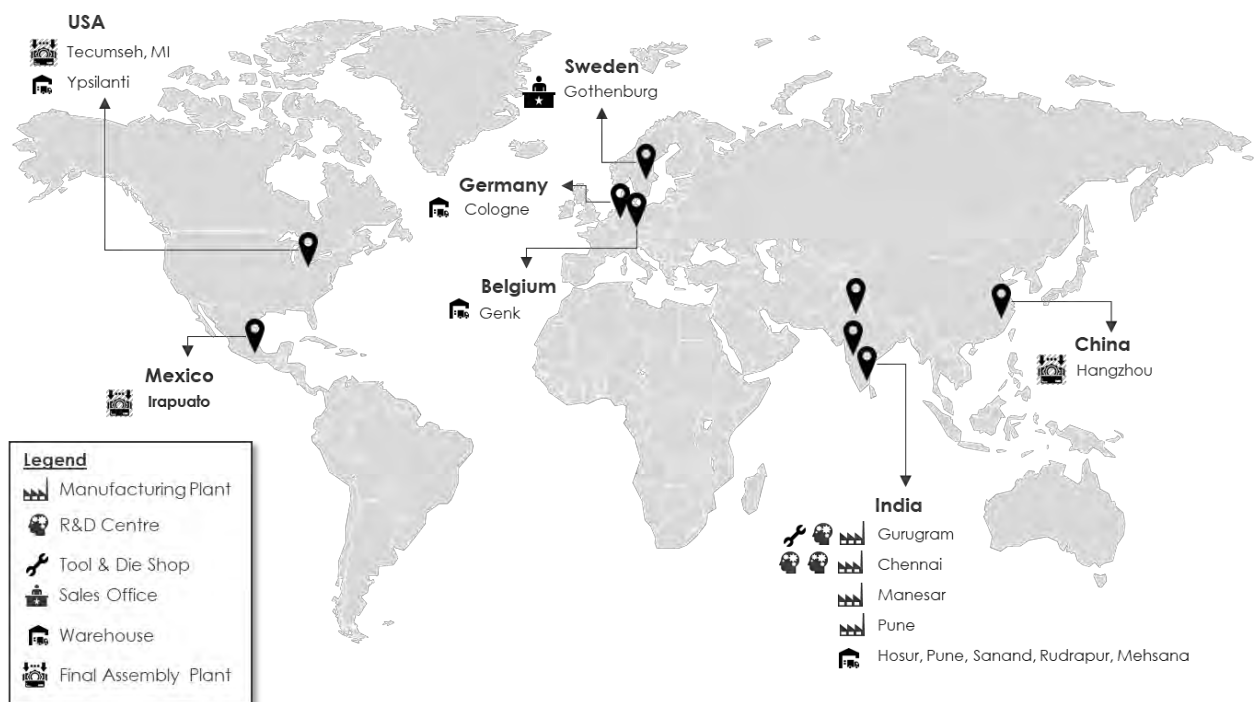 USA
Tecumseh, MI
Ypsilanti
Sweden
Gothenburg
Germany
Cologne
Belgium
Genk
Mexico
Irapuato
China
Hangzhou
India
Gurugram
Chennai
Manesar
Pune
Hosur, Pune, Sanand, Rudrapur, Mehsana
Legend
Manufacturing Plant
R&D Centre
Tool & Die Shop
Sales Office
Warehouse
Final Assembly Plant